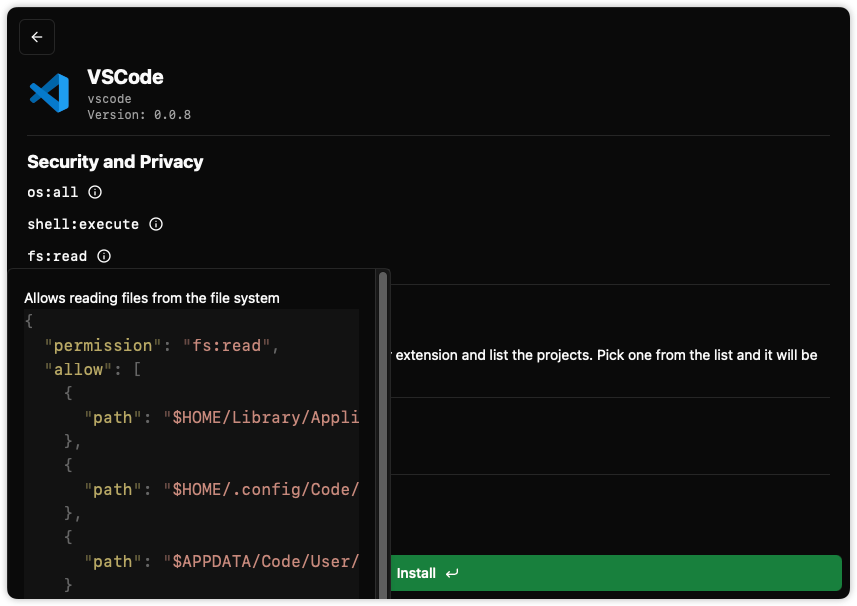 VSCode
vscode
Version: 0.0.8
Security and Privacy
os:all
shell:execute
fs:read
Allows reading files from the file system
{
"permission": "fs:read",
"allow": [
{
"path": "$HOME/Library/Appli
},
{
"path": "$HOME/.config/Code/
},
{
"path": "$APPDATA/Code/User/
}
extension and list the projects. Pick one from the list and it will be
Install